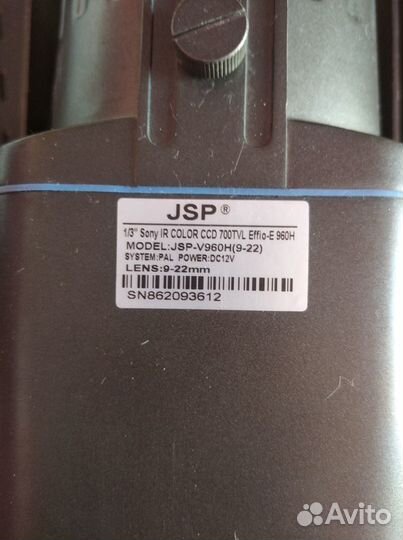 JSP®
1/3" Sony IR COLOR CCD 700TVL Effio-E 960H
MODEL:JSP-V960H(9-22)
SYSTEM:PAL POWER:DC12V
LENS:9-22mm
SN862093612
Avito